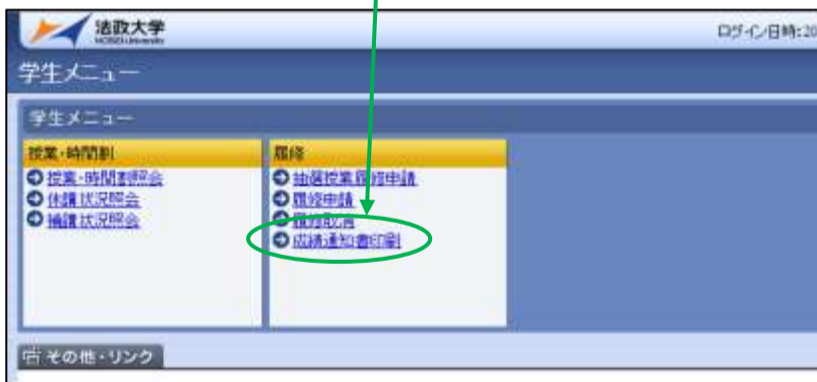 法政大学
HOSEI University
ログイン日時:20
学生メニュー
学生メニュー
授業・時間割
授業・時間割照会
休講状況照会
補講状況照会
履修
抽選授業履修申請
履修申請
履修取消
成績通知書印刷
その他・リンク